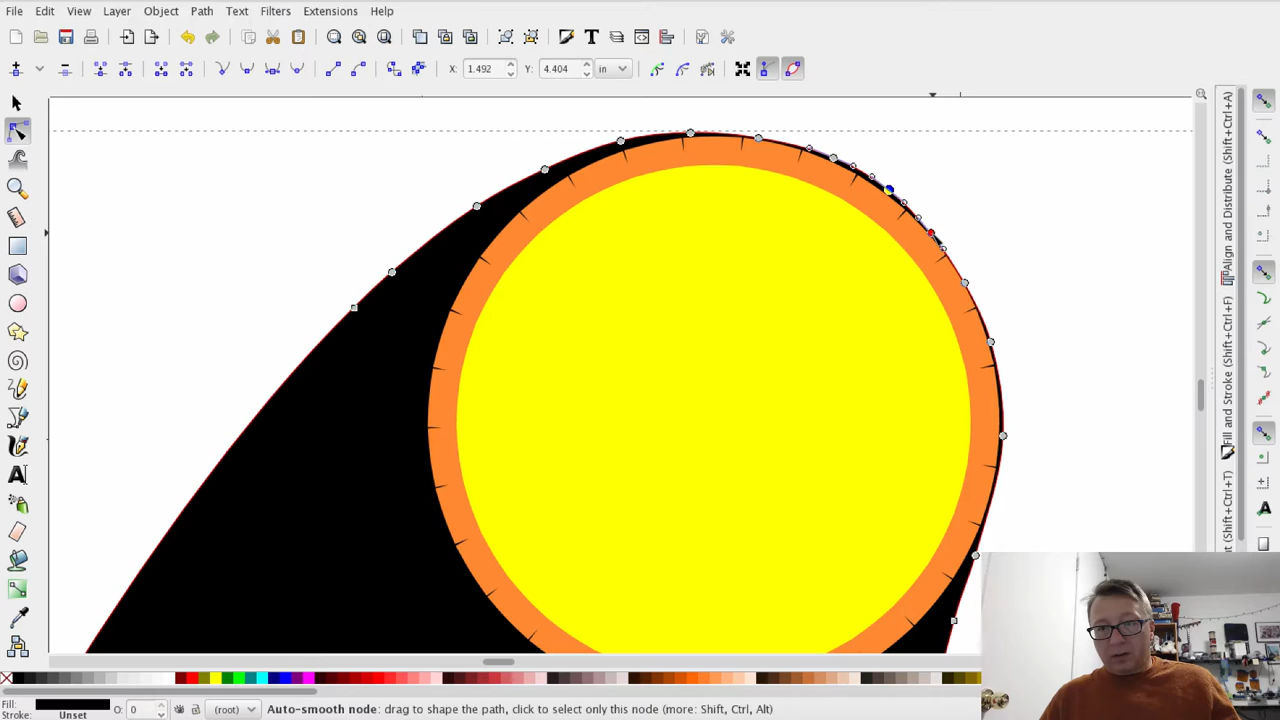 File Edit View Layer Object Path Text Filters Extensions Help
X: 1.492 Y: 4.404 in
Align and Distribute (Shift+Ctrl+A)
Fill and Stroke (Shift+Ctrl+F)
(Shift+Ctrl+T)
Fill:
Stroke: Unset
O: 0
(root)
Auto-smooth node: drag to shape the path, click to select only this node (more: Shift, Ctrl, Alt)